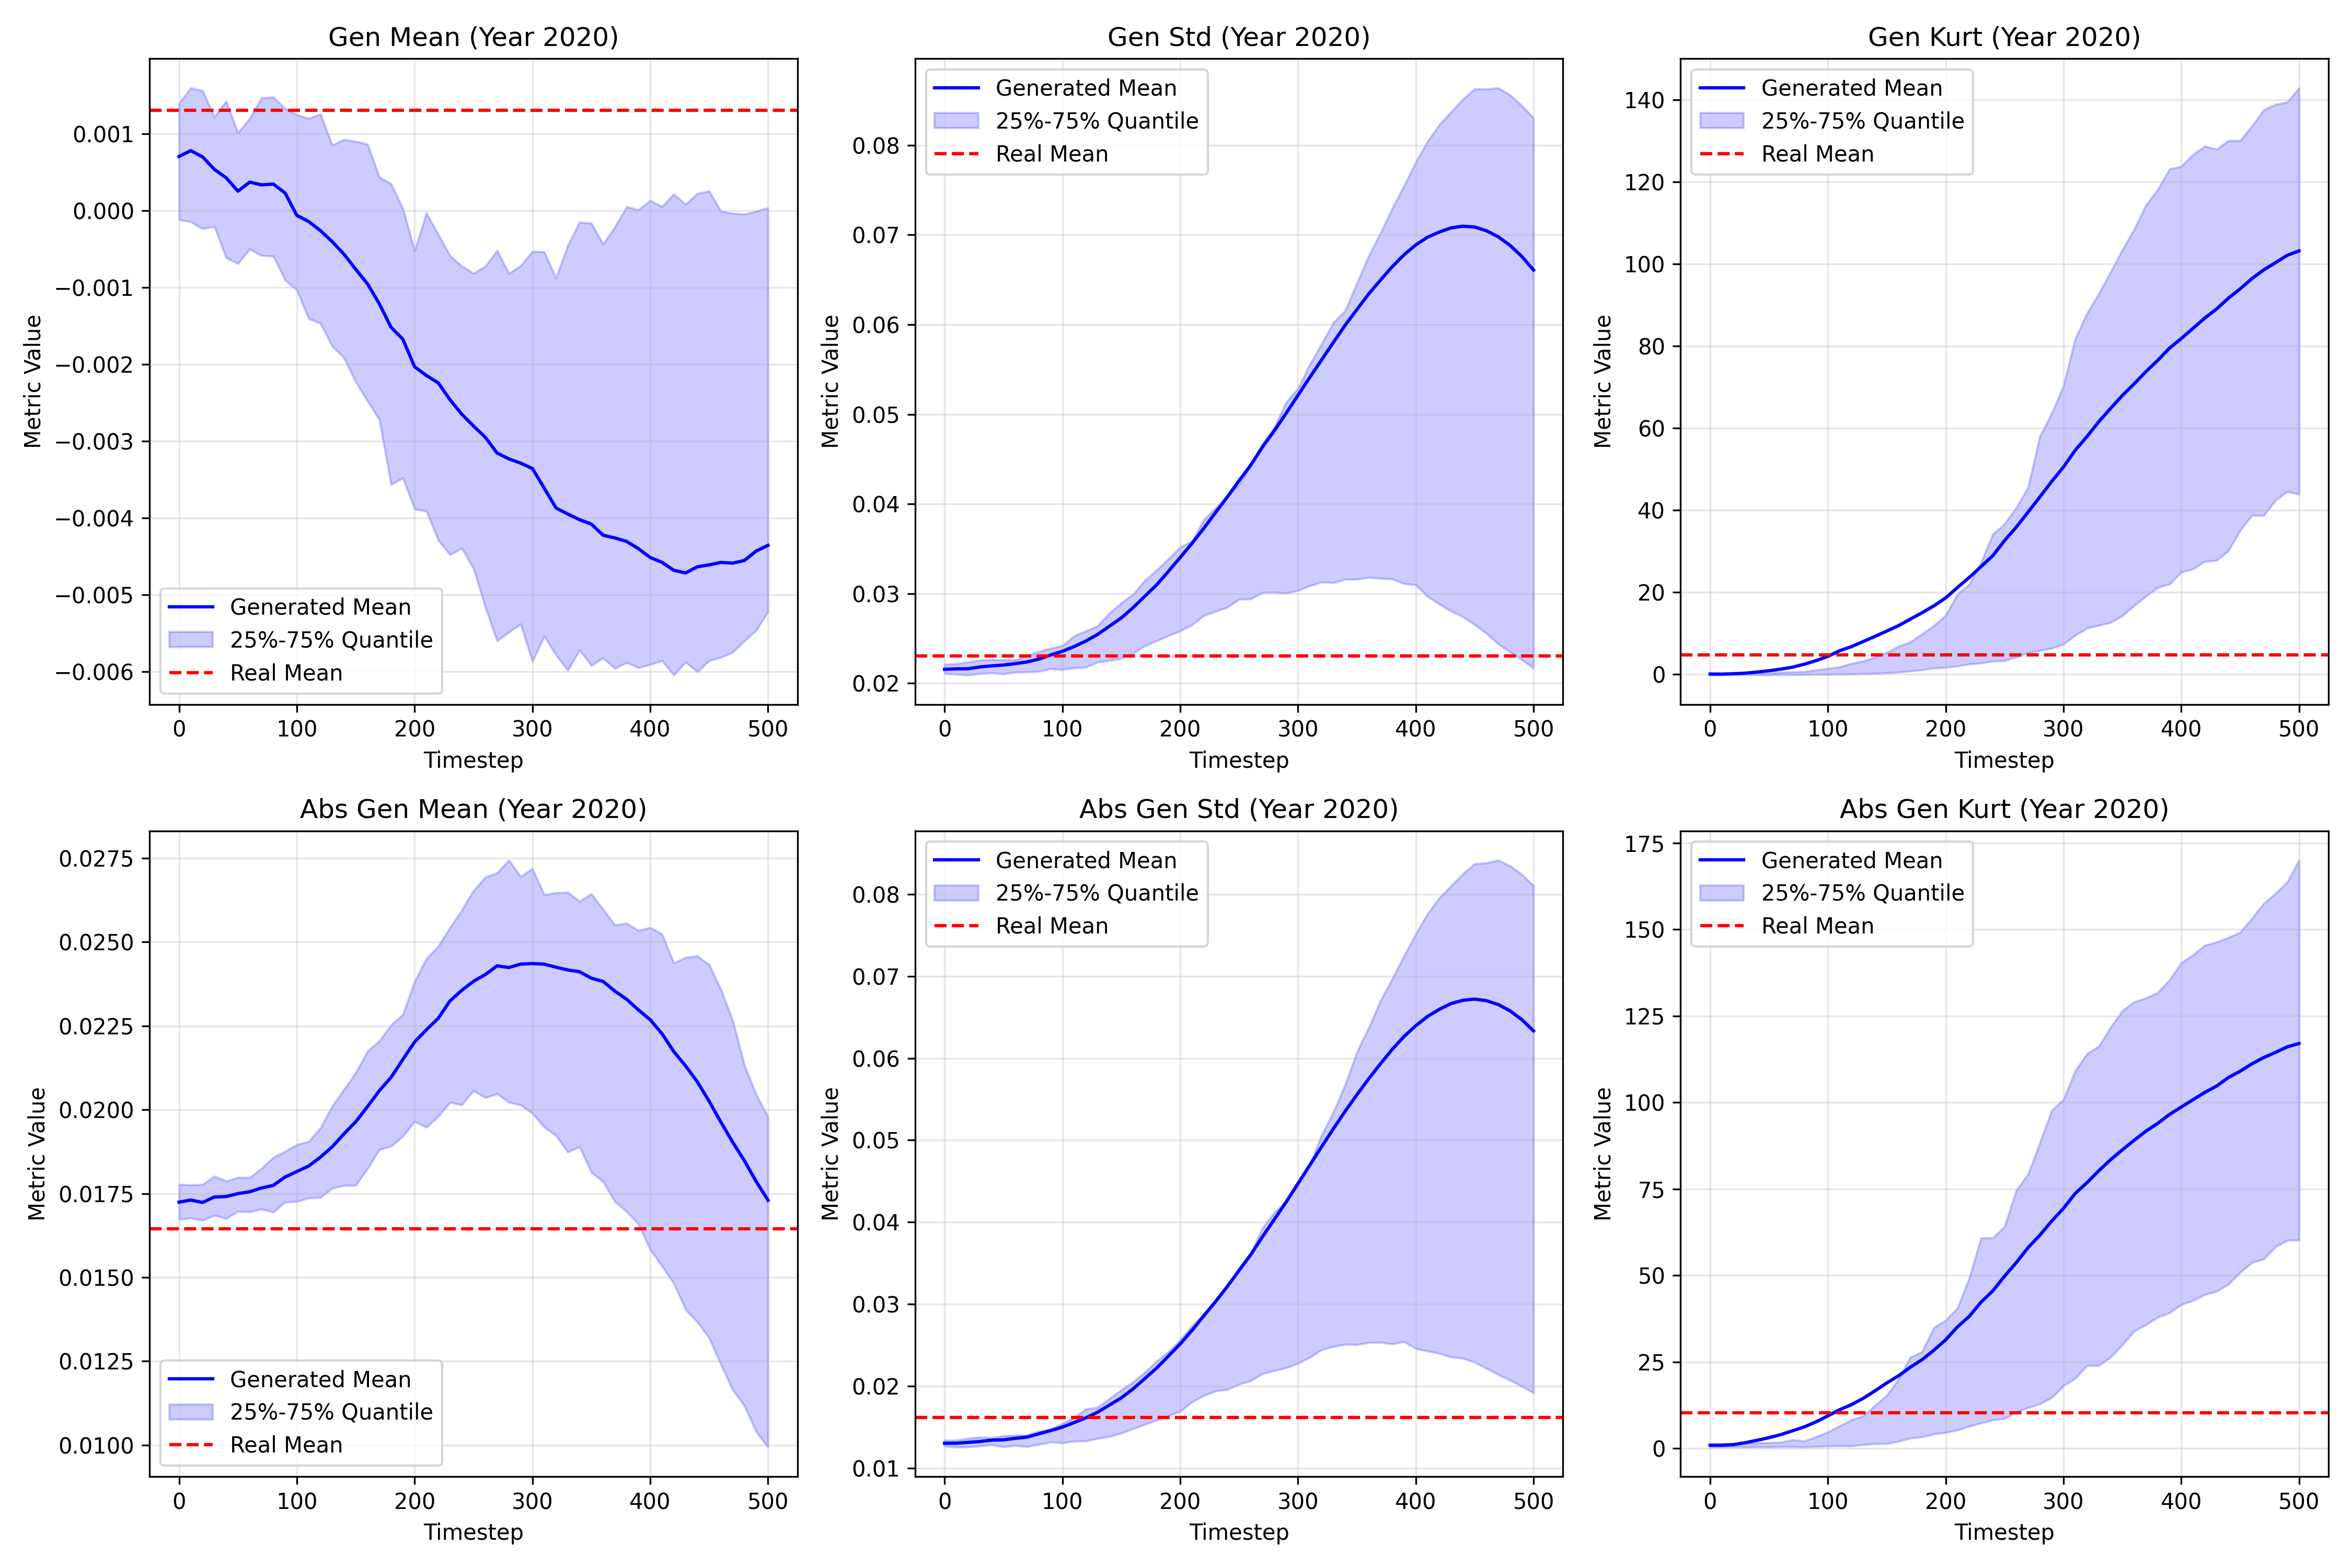 Gen Mean (Year 2020)
Metric Value
0.001
0.000
−0.001
−0.002
−0.003
−0.004
−0.005
−0.006
Generated Mean
25%-75% Quantile
Real Mean
0 100 200 300 400 500
Timestep
Gen Std (Year 2020)
Metric Value
0.08
0.07
0.06
0.05
0.04
0.03
0.02
Generated Mean
25%-75% Quantile
Real Mean
0 100 200 300 400 500
Timestep
Gen Kurt (Year 2020)
Metric Value
140
120
100
80
60
40
20
0
Generated Mean
25%-75% Quantile
Real Mean
0 100 200 300 400 500
Timestep
Abs Gen Mean (Year 2020)
Metric Value
0.0275
0.0250
0.0225
0.0200
0.0175
0.0150
0.0125
0.0100
Generated Mean
25%-75% Quantile
Real Mean
0 100 200 300 400 500
Timestep
Abs Gen Std (Year 2020)
Metric Value
0.08
0.07
0.06
0.05
0.04
0.03
0.02
0.01
Generated Mean
25%-75% Quantile
Real Mean
0 100 200 300 400 500
Timestep
Abs Gen Kurt (Year 2020)
Metric Value
175
150
125
100
75
50
25
0
Generated Mean
25%-75% Quantile
Real Mean
0 100 200 300 400 500
Timestep